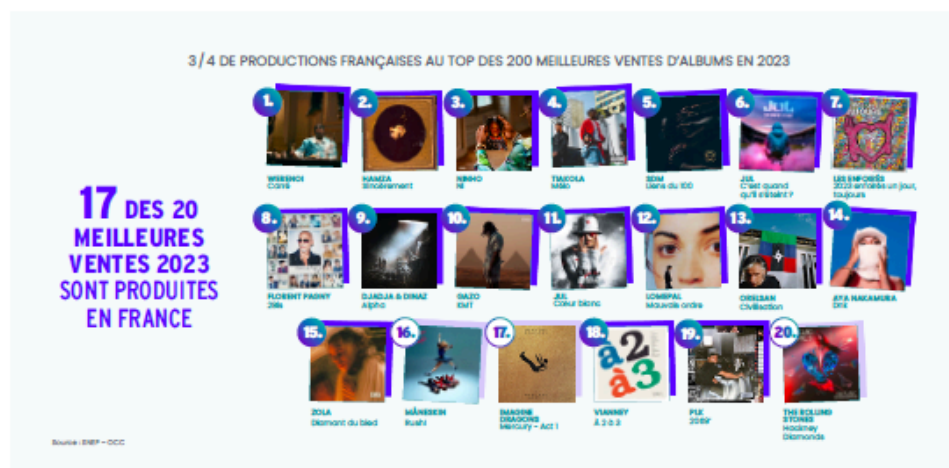 3/4 DE PRODUCTIONS FRANÇAISES AU TOP DES 200 MEILLEURES VENTES D'ALBUMS EN 2023
17 DES 20
MEILLEURES
VENTES 2023
SONT PRODUITES
EN FRANCE
1.
2.
3.
4.
5.
6.
7.
WERENOI
Carré
HAMZA
Sincèrement
NINHO
NI
TIAKOLA
Mélo
SDM
Liens du 100
JUL
C'est quand
qu'il s'éteint ?
LES ENFOIRÉS
2023 enfoirés un jour,
toujours
8.
9.
10.
11.
12.
13.
14.
FLORENT PAGNY
2Bis
DJADJA & DINAZ
Alpha
GAZO
KMT
JUL
Cœur blanc
LOMEPAL
Mauvais ordre
ORELSAN
Civilisation
AYA NAKAMURA
DNK
15.
16.
17.
18.
19.
20.
ZOLA
Diamant du bled
MÅNESKIN
Rush!
IMAGINE
DRAGONS
Mercury - Act 1
à 2
à 3
VIANNEY
À 2 à 3
PLK
2069'
THE ROLLING
STONES
Hackney
Diamonds
Source : SNEP - OCC